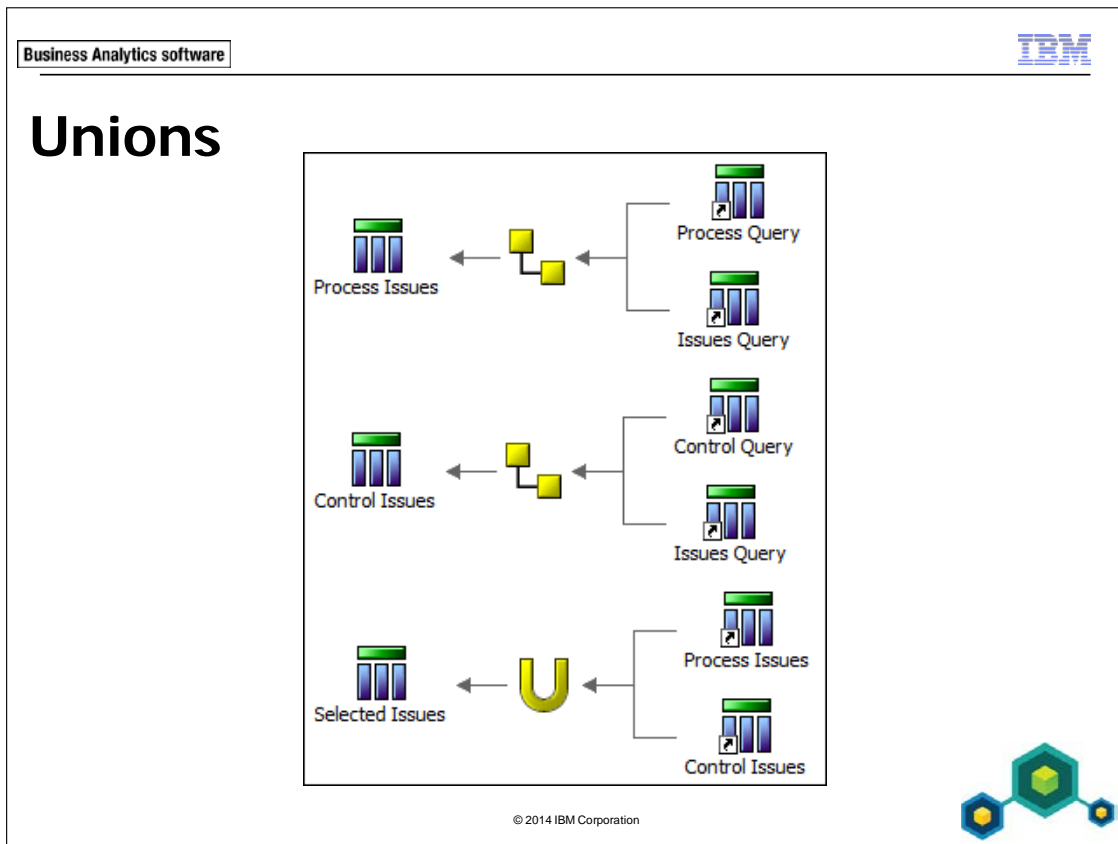 Business Analytics software
IBM
Unions
Process Query
Process Issues
Issues Query
Control Query
Control Issues
Issues Query
Process Issues
Selected Issues
Control Issues
© 2014 IBM Corporation